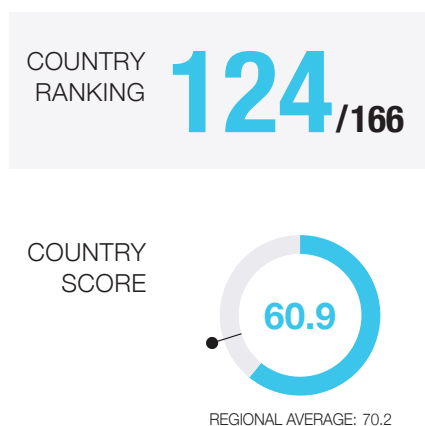 COUNTRY
RANKING
124/166
COUNTRY
SCORE
60.9
REGIONAL AVERAGE: 70.2